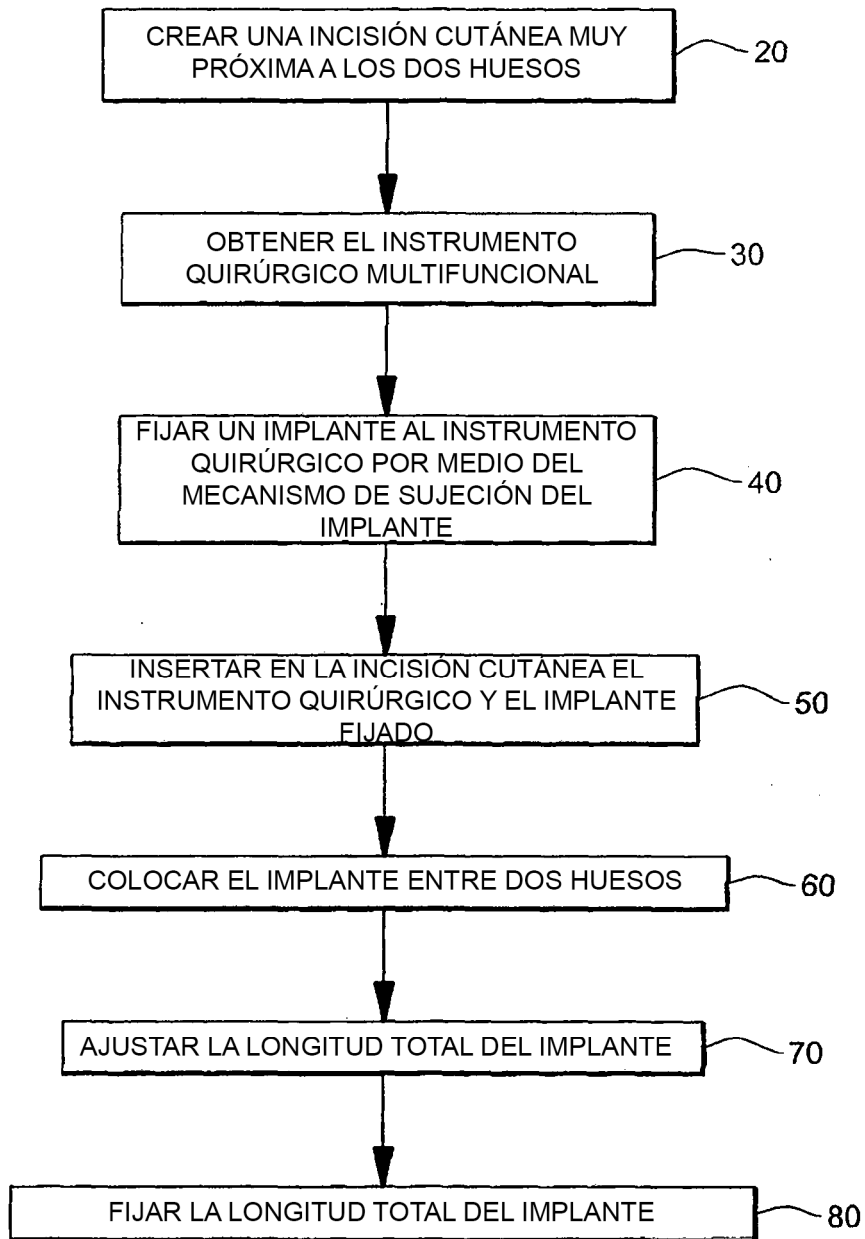 CREAR UNA INCISIÓN CUTÁNEA MUY
PRÓXIMA A LOS DOS HUESOS
20
OBTENER EL INSTRUMENTO
QUIRÚRGICO MULTIFUNCIONAL
30
FIJAR UN IMPLANTE AL INSTRUMENTO
QUIRÚRGICO POR MEDIO DEL
MECANISMO DE SUJECIÓN DEL
IMPLANTE
40
INSERTAR EN LA INCISIÓN CUTÁNEA EL
INSTRUMENTO QUIRÚRGICO Y EL IMPLANTE
FIJADO
50
COLOCAR EL IMPLANTE ENTRE DOS HUESOS
60
AJUSTAR LA LONGITUD TOTAL DEL IMPLANTE
70
FIJAR LA LONGITUD TOTAL DEL IMPLANTE
80